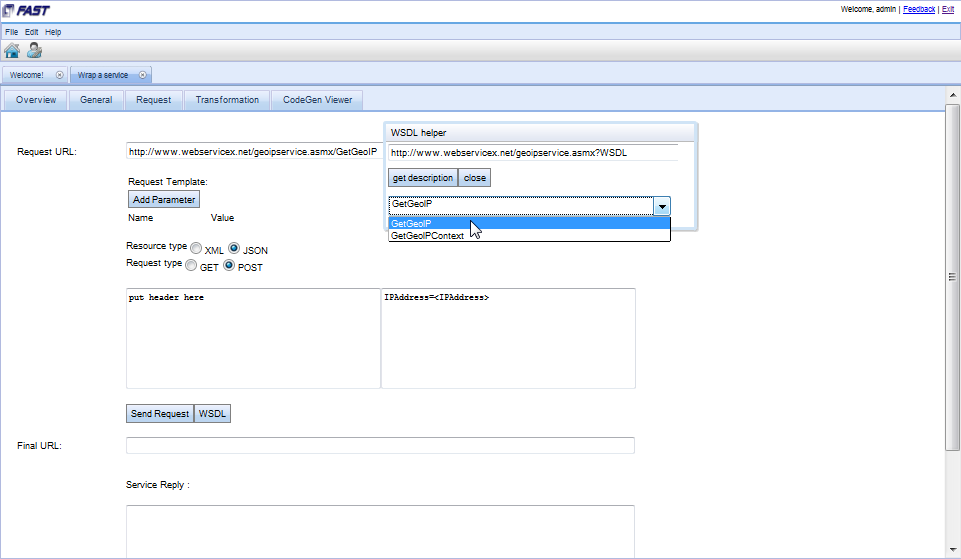 FAST
Welcome, admin | Feedback | Exit
File Edit Help
Welcome! Wrap a service
Overview General Request Transformation CodeGen Viewer
WSDL helper
Request URL: http://www.webservicex.net/geoipservice.asmx/GetGeoIP
http://www.webservicex.net/geoipservice.asmx?WSDL
get description close
Request Template:
Add Parameter
GetGeoIP
Name Value
GetGeoIP
GetGeoIPContext
Resource type XML JSON
Request type GET POST
put header here
IPAddress=<IPAddress>
Send Request WSDL
Final URL:
Service Reply :